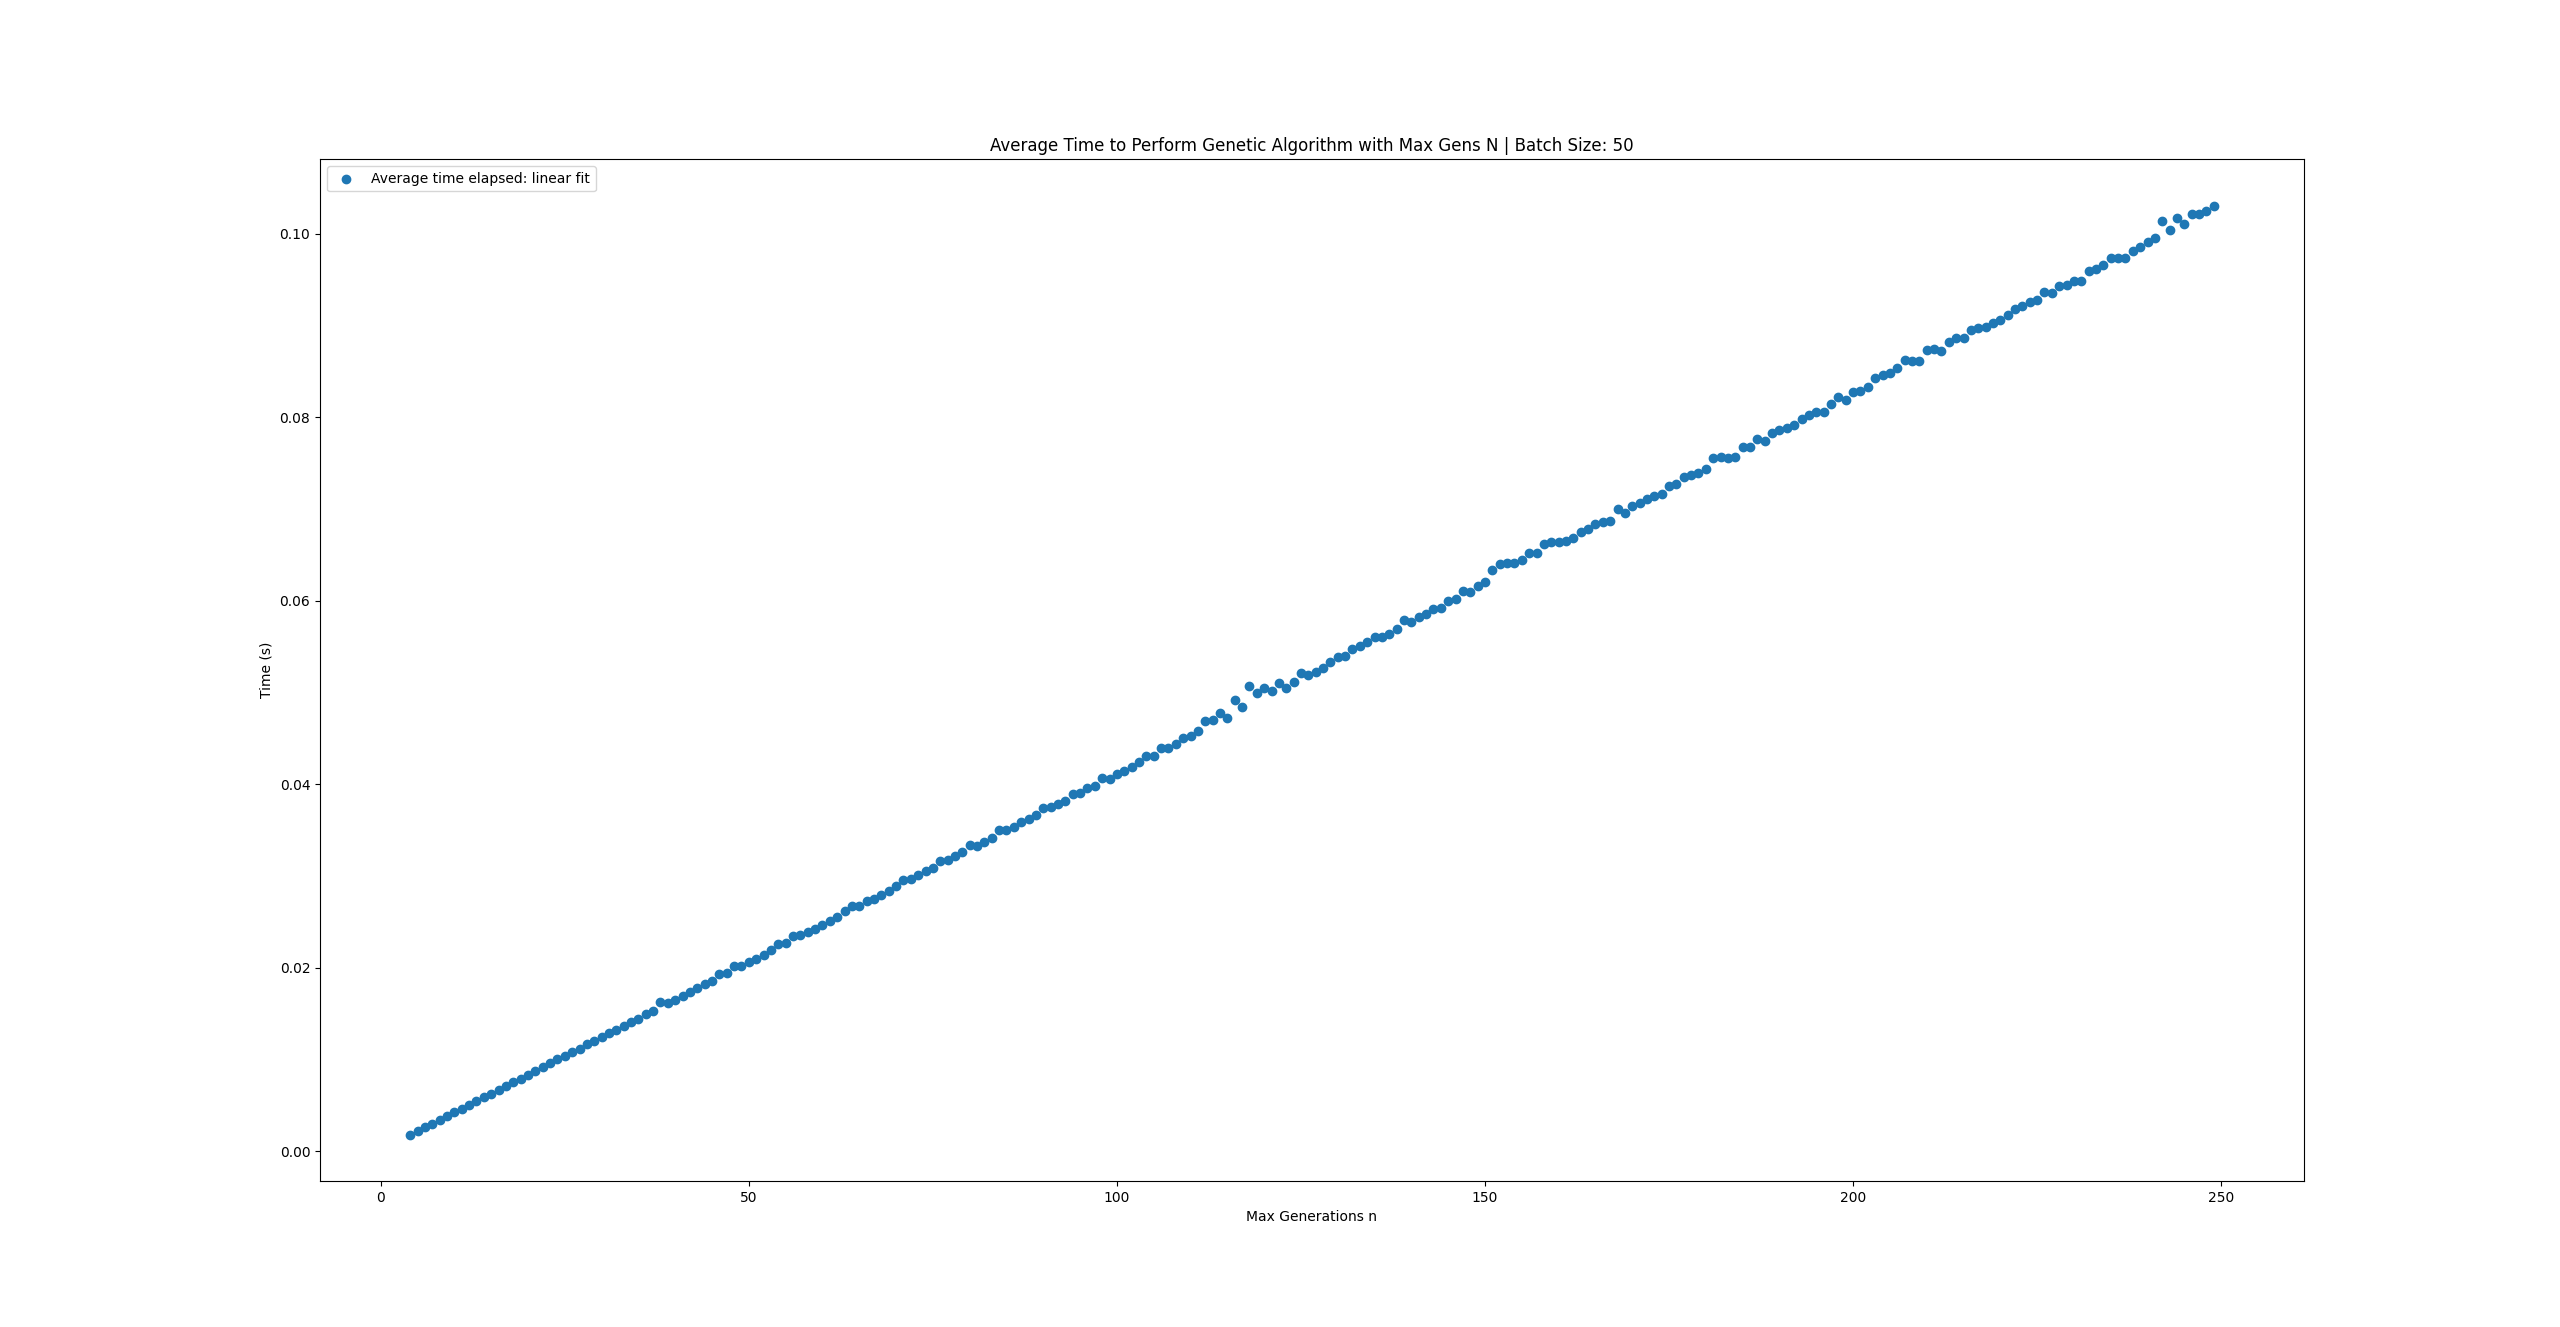 Average Time to Perform Genetic Algorithm with Max Gens N | Batch Size: 50
Average time elapsed: linear fit
0.10
0.08
0.06
0.04
0.02
0.00
Time (s)
0 50 100 150 200 250
Max Generations n